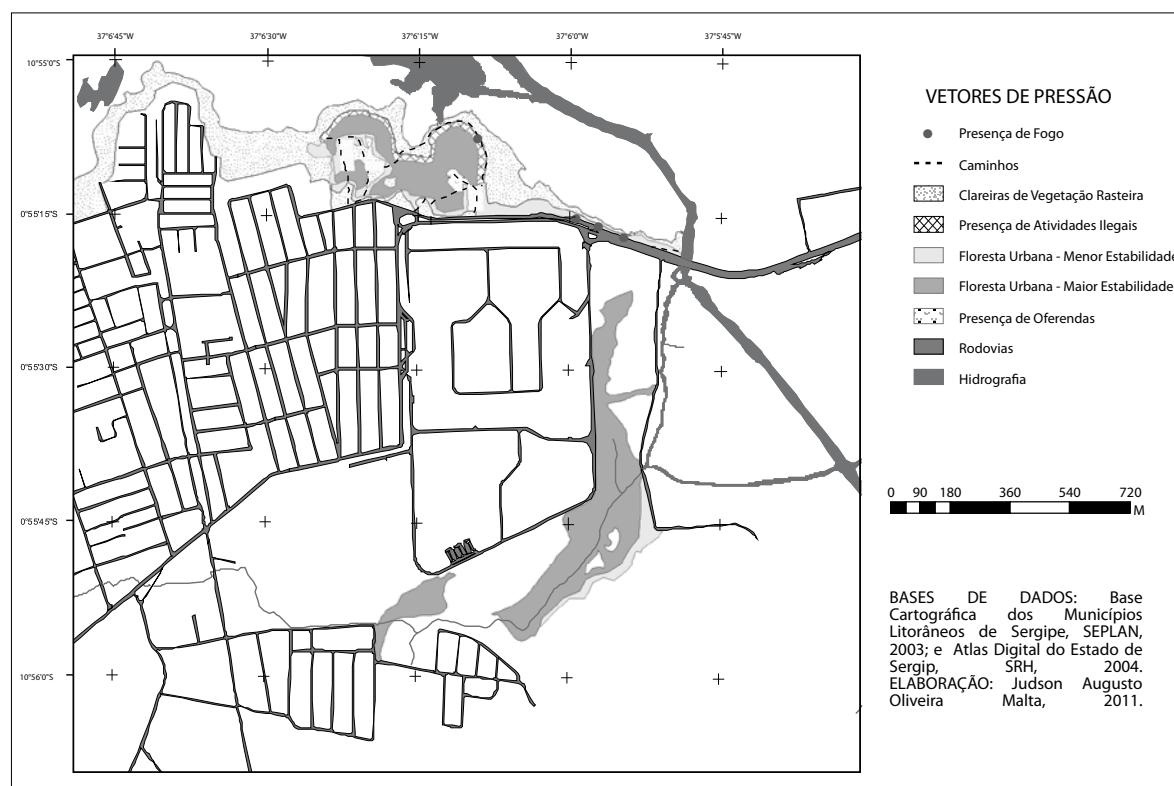 37°6'45"W 37°6'30"W 37°6'15"W 37°6'0"W 37°5'45"W
10°55'0"S
0°55'15"S
0°55'30"S
0°55'45"S
10°56'0"S
VETORES DE PRESSÃO
Presença de Fogo
Caminhos
Clareiras de Vegetação Rasteira
Presença de Atividades Ilegais
Floresta Urbana - Menor Estabilidade
Floresta Urbana - Maior Estabilidade
Presença de Oferendas
Rodovias
Hidrografia
0 90 180 360 540 720
M
BASES DE DADOS: Base
Cartográfica dos Municípios
Litorâneos de Sergipe, SEPLAN,
2003; e Atlas Digital do Estado de
Sergip, SRH, 2004.
ELABORAÇÃO: Judson Augusto
Oliveira Malta, 2011.